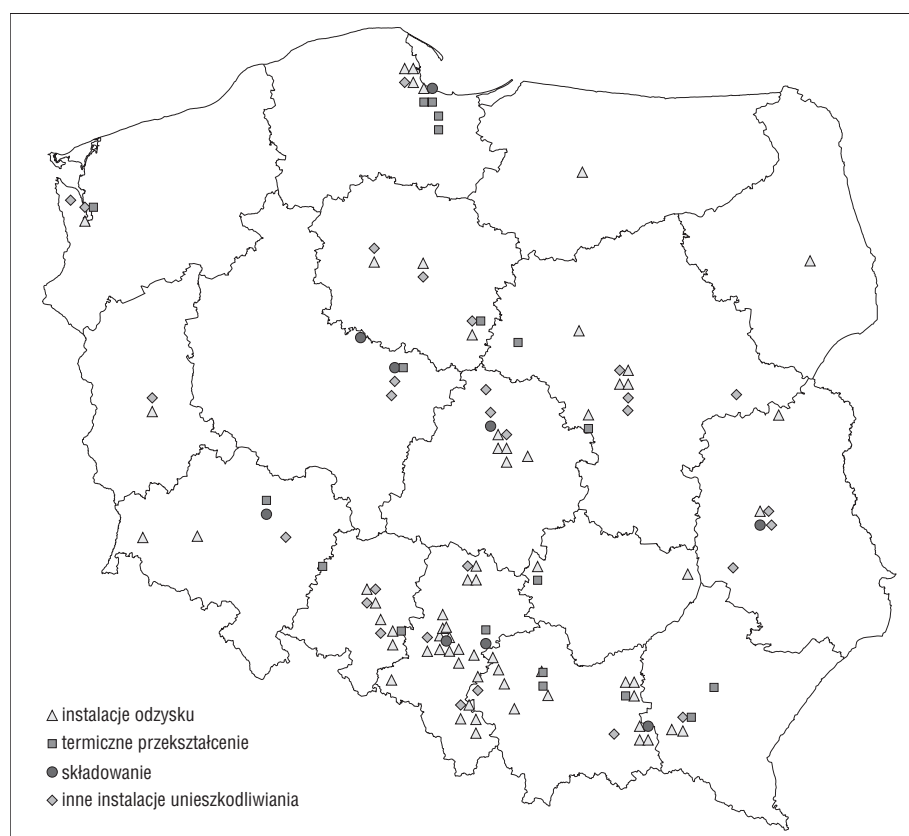 instalacje odzysku
termiczne przekształcenie
składowanie
inne instalacje unieszkodliwiania